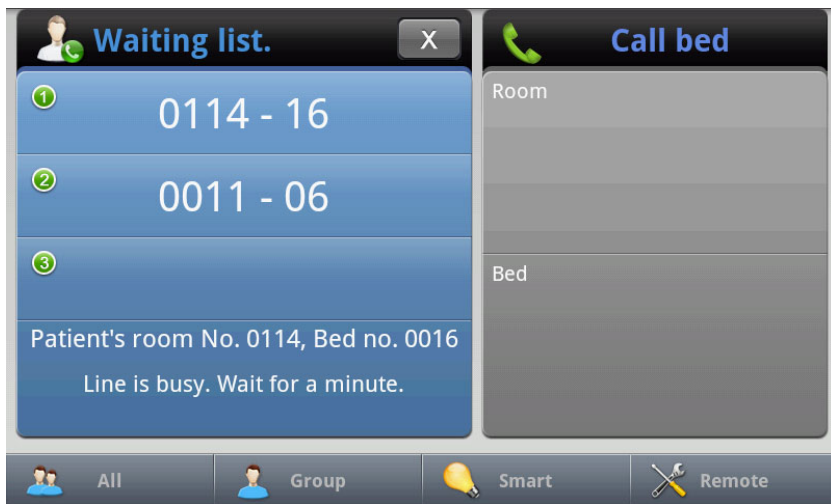 Waiting list.
X
Call bed
1
0114 - 16
2
0011 - 06
3
Patient's room No. 0114, Bed no. 0016
Line is busy. Wait for a minute.
Room
Bed
All
Group
Smart
Remote